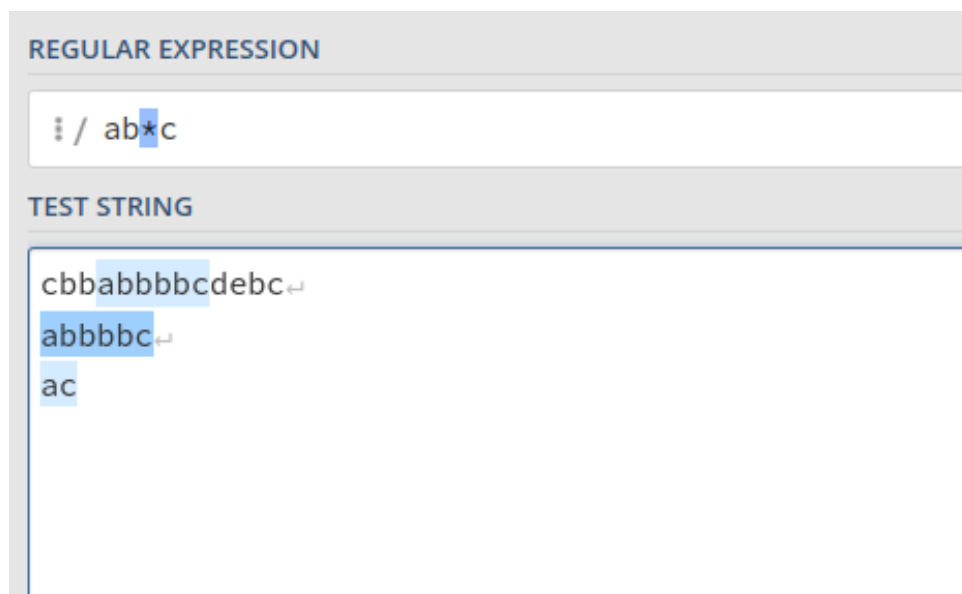 REGULAR EXPRESSION
⁝ / ab*c
TEST STRING
cbbabbbbcdebc↵
abbbbc↵
ac